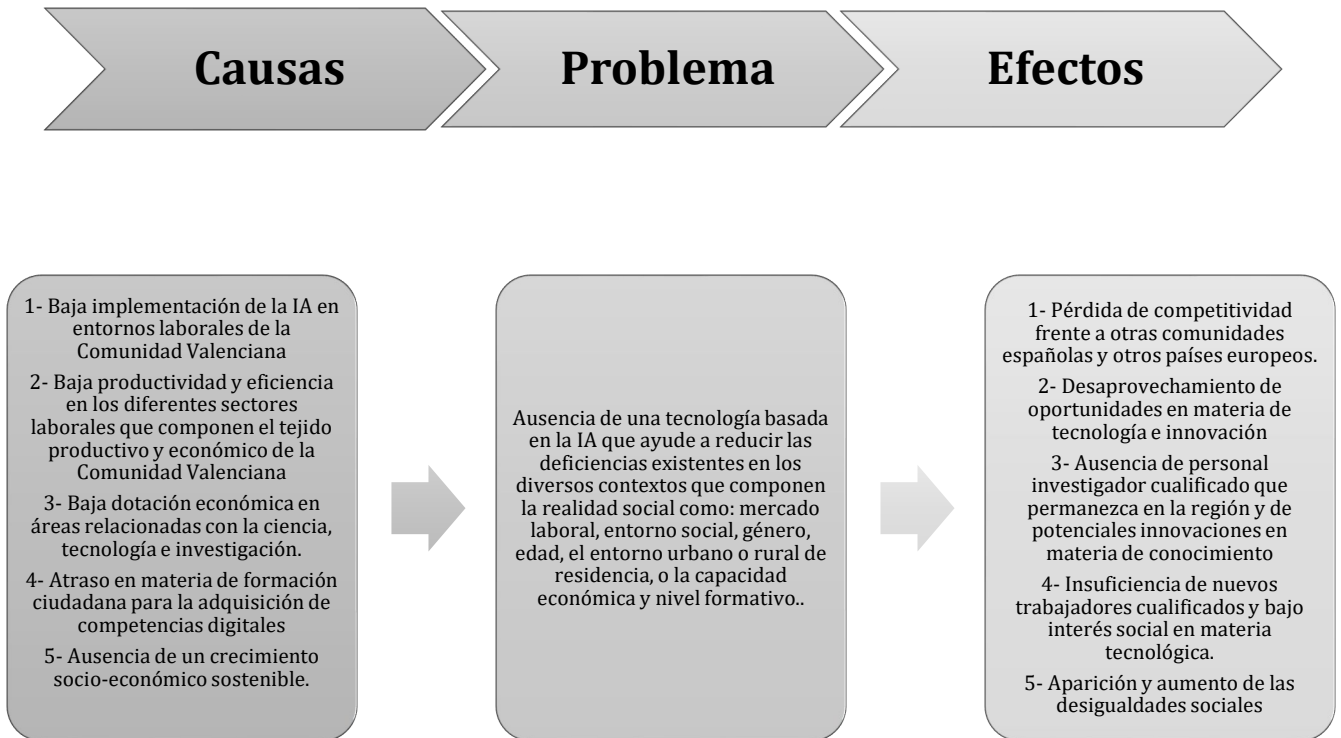 Causas
Problema
Efectos
1- Baja implementación de la IA en
entornos laborales de la
Comunidad Valenciana
2- Baja productividad y eficiencia
en los diferentes sectores
laborales que componen el tejido
productivo y económico de la
Comunidad Valenciana
3- Baja dotación económica en
áreas relacionadas con la ciencia,
tecnología e investigación.
4- Atraso en materia de formación
ciudadana para la adquisición de
competencias digitales
5- Ausencia de un crecimiento
socio-económico sostenible.
Ausencia de una tecnología basada
en la IA que ayude a reducir las
deficiencias existentes en los
diversos contextos que componen
la realidad social como: mercado
laboral, entorno social, género,
edad, el entorno urbano o rural de
residencia, o la capacidad
económica y nivel formativo..
1- Pérdida de competitividad
frente a otras comunidades
españolas y otros países europeos.
2- Desaprovechamiento de
oportunidades en materia de
tecnología e innovación
3- Ausencia de personal
investigador cualificado que
permanezca en la región y de
potenciales innovaciones en
materia de conocimiento
4- Insuficiencia de nuevos
trabajadores cualificados y bajo
interés social en materia
tecnológica.
5- Aparición y aumento de las
desigualdades sociales